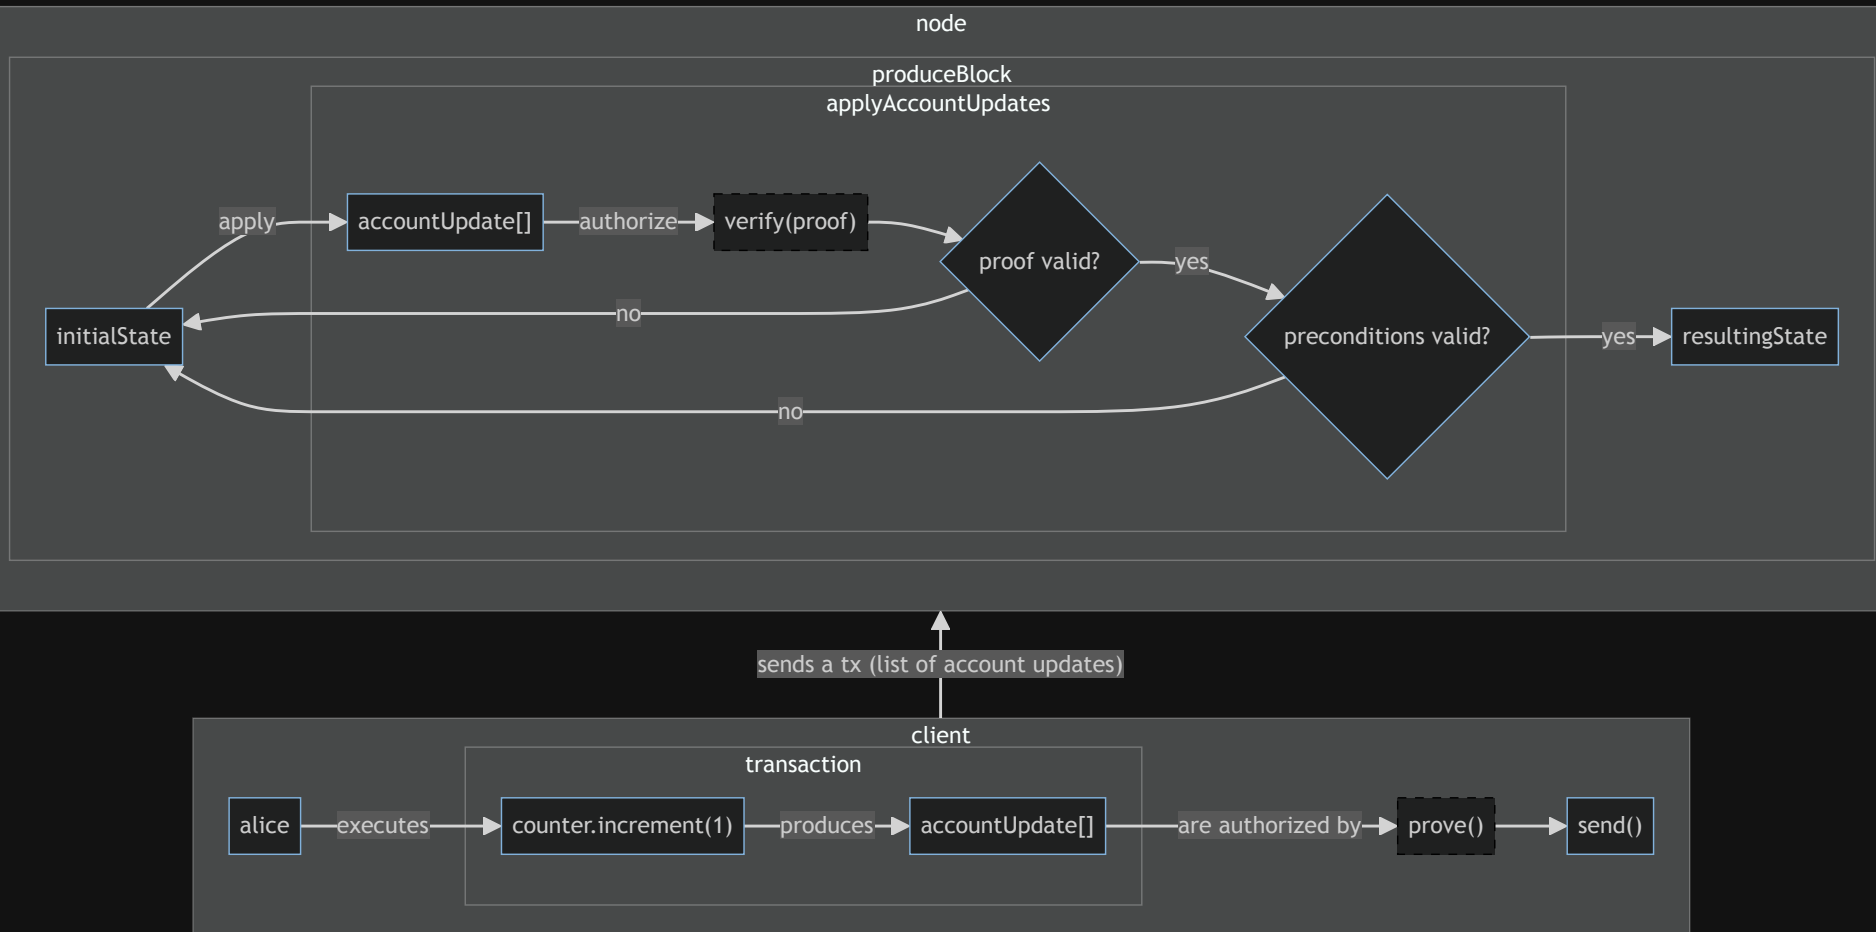 node
produceBlock
applyAccountUpdates
apply
accountUpdate[]
authorize
verify(proof)
proof valid?
yes
no
initialState
preconditions valid?
yes
resultingState
no
sends a tx (list of account updates)
client
transaction
alice
executes
counter.increment(1)
produces
accountUpdate[]
are authorized by
prove()
send()